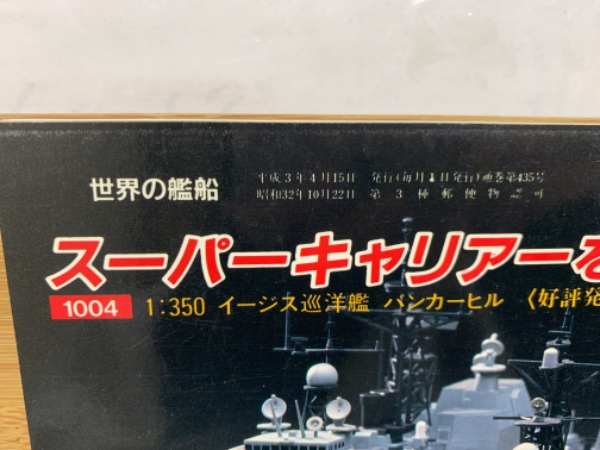 世界の艦船
平成3年4月15日 発行(毎月1日発行)通巻第435号
昭和32年10月22日 第3種郵便物認可
スーパーキャリアーを
1004 1:350 イージス巡洋艦 バンカーヒル 〈好評発